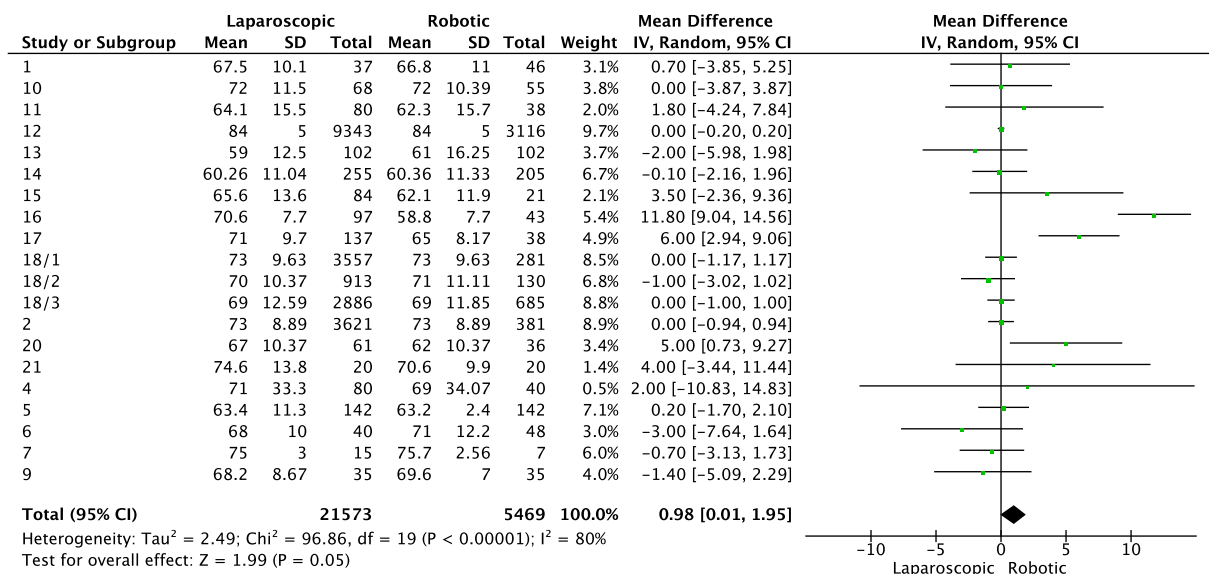 Laparoscopic Robotic Mean Difference Mean Difference
Study or Subgroup Mean SD Total Mean SD Total Weight IV, Random, 95% CI IV, Random, 95% CI
1 67.5 10.1 37 66.8 11 46 3.1% 0.70 [−3.85, 5.25]
10 72 11.5 68 72 10.39 55 3.8% 0.00 [−3.87, 3.87]
11 64.1 15.5 80 62.3 15.7 38 2.0% 1.80 [−4.24, 7.84]
12 84 5 9343 84 5 3116 9.7% 0.00 [−0.20, 0.20]
13 59 12.5 102 61 16.25 102 3.7% −2.00 [−5.98, 1.98]
14 60.26 11.04 255 60.36 11.33 205 6.7% −0.10 [−2.16, 1.96]
15 65.6 13.6 84 62.1 11.9 21 2.1% 3.50 [−2.36, 9.36]
16 70.6 7.7 97 58.8 7.7 43 5.4% 11.80 [9.04, 14.56]
17 71 9.7 137 65 8.17 38 4.9% 6.00 [2.94, 9.06]
18/1 73 9.63 3557 73 9.63 281 8.5% 0.00 [−1.17, 1.17]
18/2 70 10.37 913 71 11.11 130 6.8% −1.00 [−3.02, 1.02]
18/3 69 12.59 2886 69 11.85 685 8.8% 0.00 [−1.00, 1.00]
2 73 8.89 3621 73 8.89 381 8.9% 0.00 [−0.94, 0.94]
20 67 10.37 61 62 10.37 36 3.4% 5.00 [0.73, 9.27]
21 74.6 13.8 20 70.6 9.9 20 1.4% 4.00 [−3.44, 11.44]
4 71 33.3 80 69 34.07 40 0.5% 2.00 [−10.83, 14.83]
5 63.4 11.3 142 63.2 2.4 142 7.1% 0.20 [−1.70, 2.10]
6 68 10 40 71 12.2 48 3.0% −3.00 [−7.64, 1.64]
7 75 3 15 75.7 2.56 7 6.0% −0.70 [−3.13, 1.73]
9 68.2 8.67 35 69.6 7 35 4.0% −1.40 [−5.09, 2.29]
Total (95% CI) 21573 5469 100.0% 0.98 [0.01, 1.95]
Heterogeneity: Tau² = 2.49; Chi² = 96.86, df = 19 (P < 0.00001); I² = 80%
Test for overall effect: Z = 1.99 (P = 0.05)
−10 −5 0 5 10
Laparoscopic Robotic